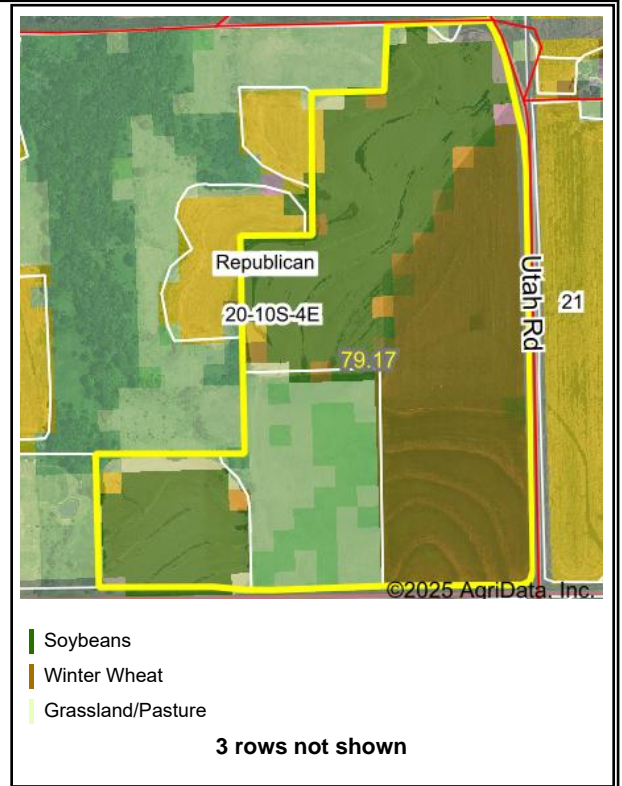 Republican
20-10S-4E
Utah Rd
21
79.17
©2025 AgriData, Inc.
Soybeans
Winter Wheat
Grassland/Pasture
3 rows not shown